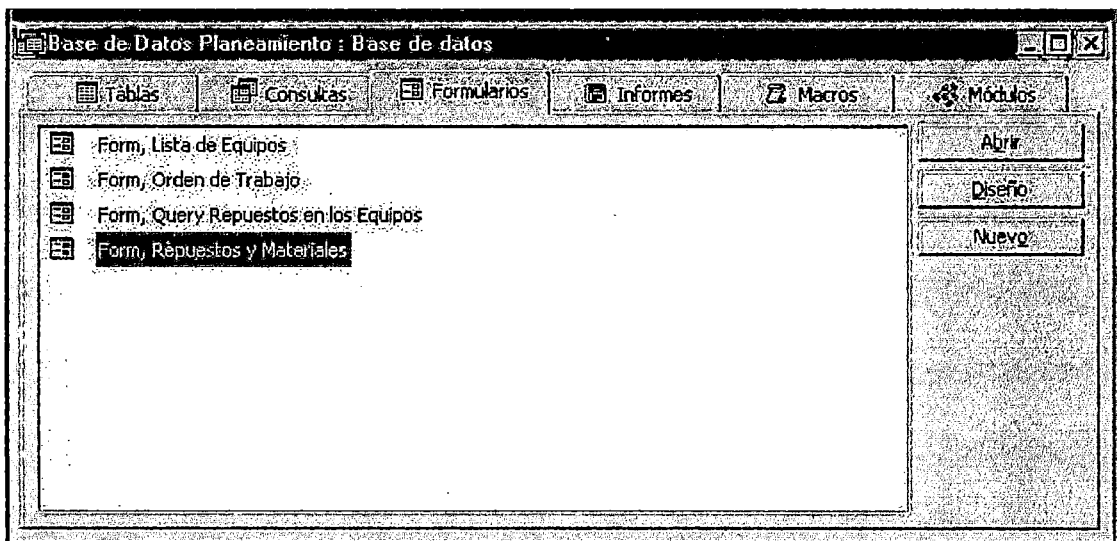 Base de Datos Planeamiento : Base de datos
Tablas Consultas Formularios Informes Macros Módulos
Form, Lista de Equipos
Form, Orden de Trabajo
Form, Query Repuestos en los Equipos
Form, Repuestos y Materiales
Abrir
Diseño
Nuevo